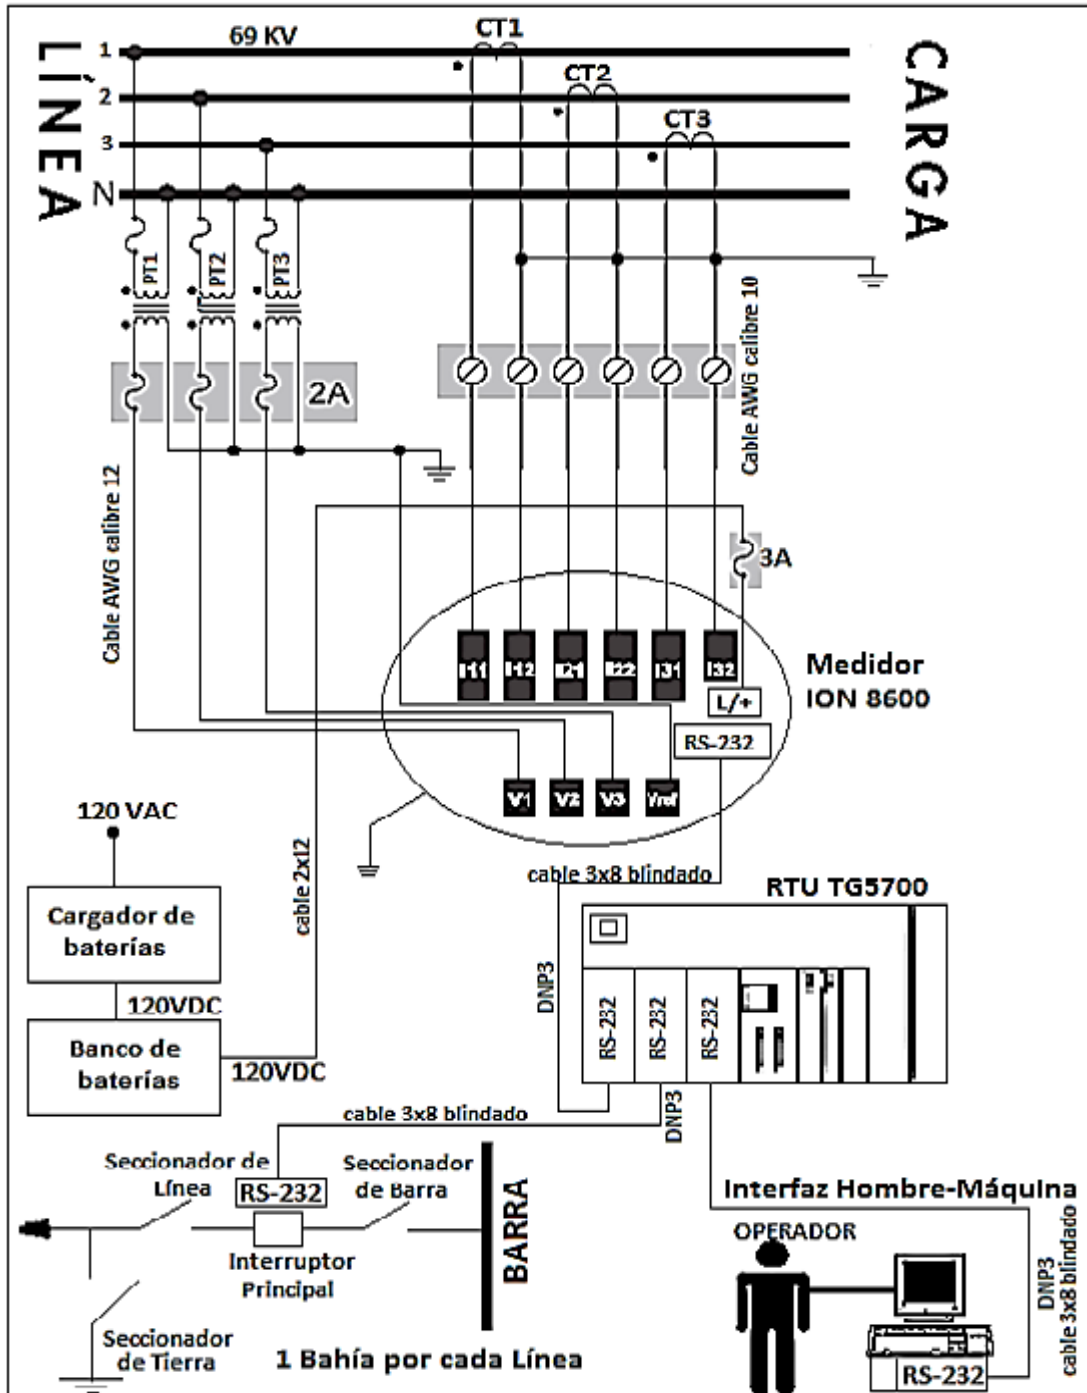 LÍNEA
CARGA
69 KV
CT1
1
CT2
2
CT3
3
N
PT1
PT2
PT3
2A
Cable AWG calibre 10
Cable AWG calibre 12
3A
I11
I12
I21
I22
I31
I32
Medidor
ION 8600
L/+
RS-232
V1
V2
V3
Vref
120 VAC
cable 2x12
cable 3x8 blindado
RTU TG5700
Cargador de
baterías
DNP3
RS-232
RS-232
RS-232
120VDC
Banco de
baterías
120VDC
cable 3x8 blindado
DNP3
Seccionador de
Línea
RS-232
Seccionador
de Barra
BARRA
Interruptor
Principal
Interfaz Hombre-Máquina
OPERADOR
DNP3
cable 3x8 blindado
Seccionador
de Tierra
1 Bahía por cada Línea
RS-232